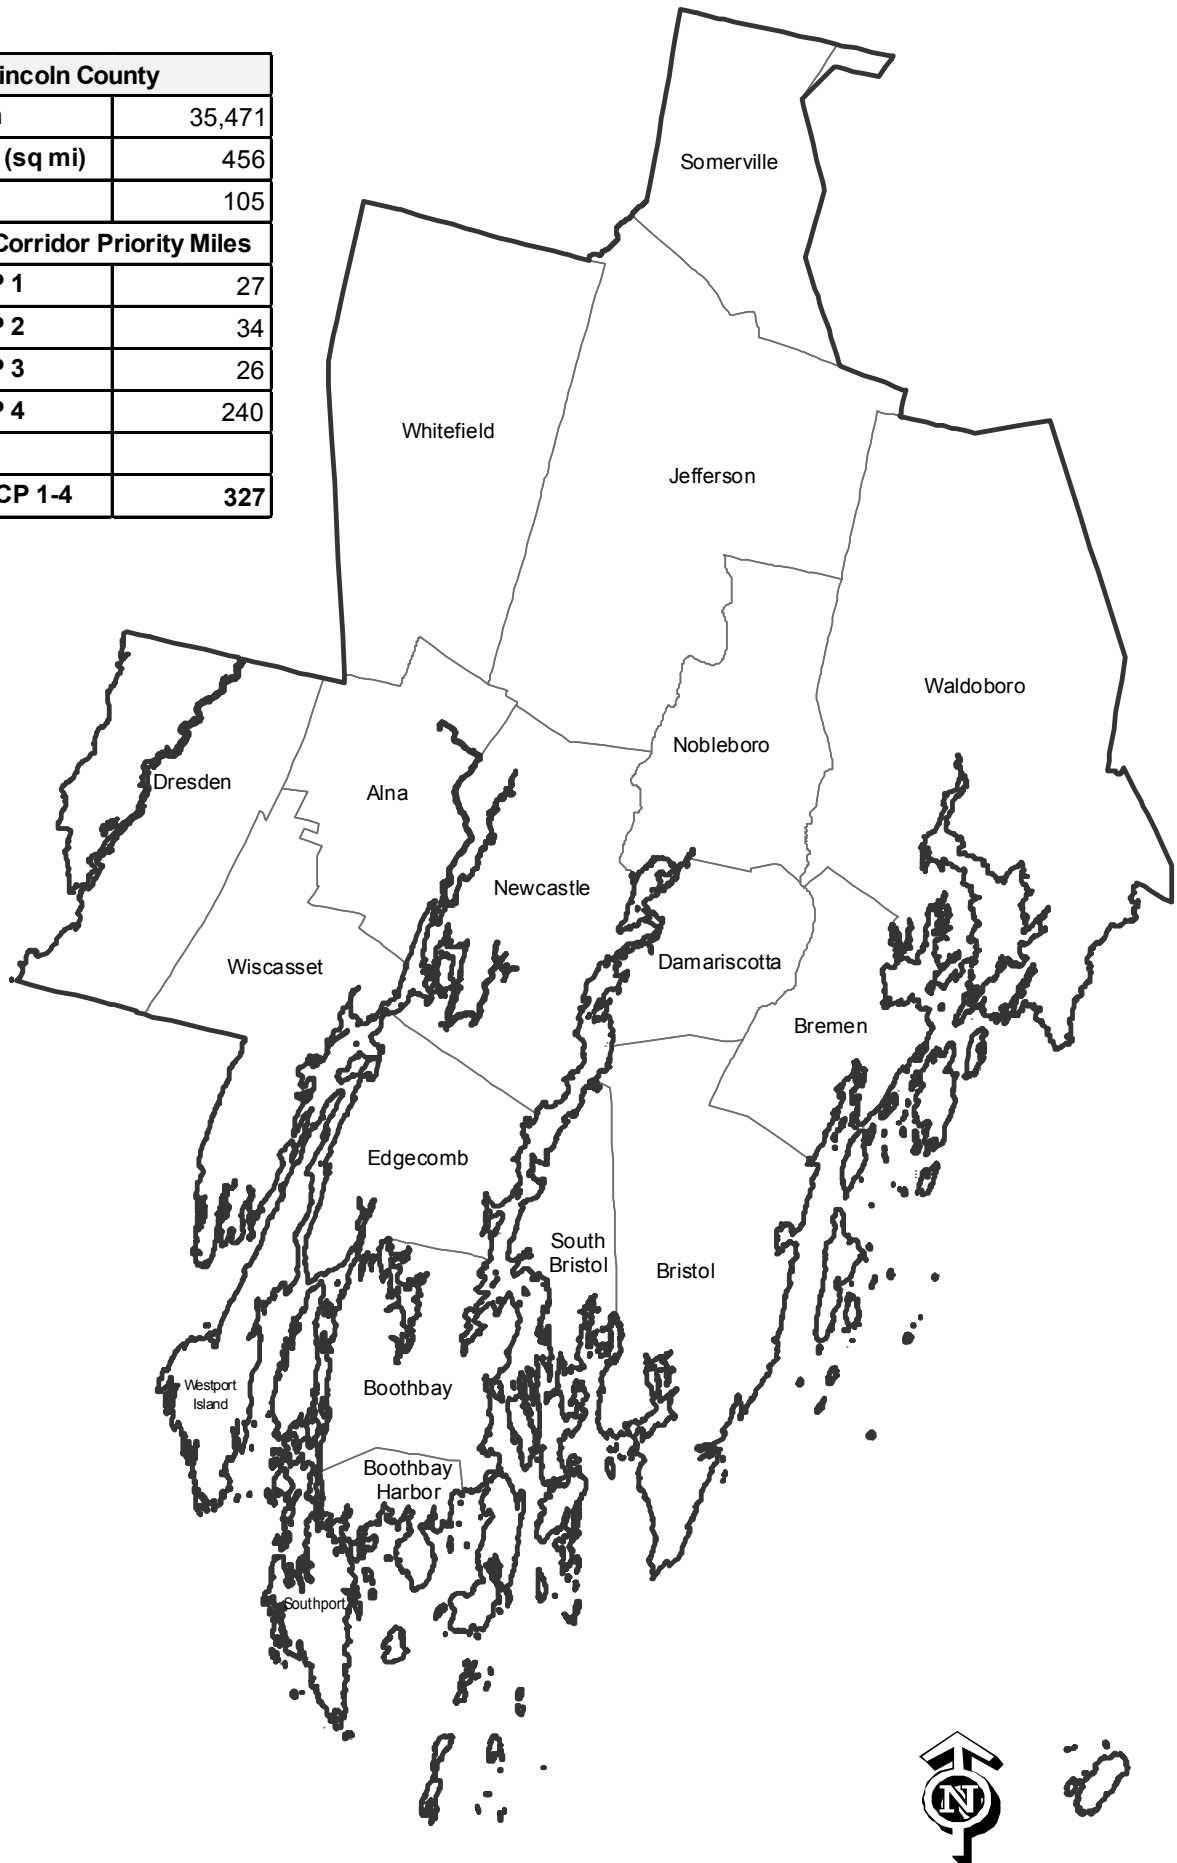 incoln County
n 35,471
(sq mi) 456
105
Corridor Priority Miles
P 1 27
P 2 34
P 3 26
P 4 240
CP 1-4 327
Somerville
Whitefield
Jefferson
Waldoboro
Nobleboro
Dresden
Alna
Newcastle
Damariscotta
Wiscasset
Bremen
Edgecomb
South
Bristol
Bristol
Westport
Island
Boothbay
Boothbay
Harbor
Southport
N